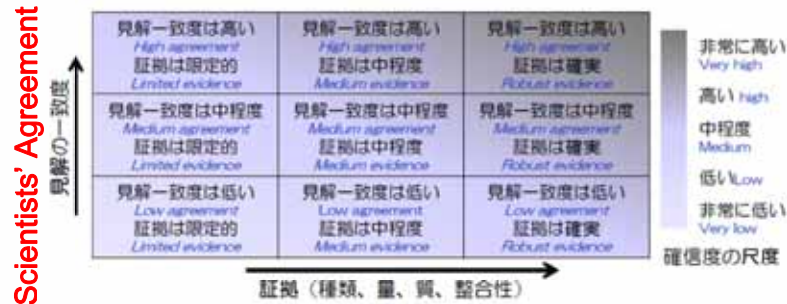 Scientists' Agreement
見解の一致度
見解一致度は高い
High agreement
証拠は限定的
Limited evidence
見解一致度は高い
High agreement
証拠は中程度
Medium evidence
見解一致度は高い
High agreement
証拠は確実
Robust evidence
見解一致度は中程度
Medium agreement
証拠は限定的
Limited evidence
見解一致度は中程度
Medium agreement
証拠は中程度
Medium evidence
見解一致度は中程度
Medium agreement
証拠は確実
Robust evidence
見解一致度は低い
Low agreement
証拠は限定的
Limited evidence
見解一致度は低い
Low agreement
証拠は中程度
Medium evidence
見解一致度は低い
Low agreement
証拠は確実
Robust evidence
証拠（種類、量、質、整合性）
非常に高い
Very high
高い high
中程度
Medium
低い Low
非常に低い
Very low
確信度の尺度